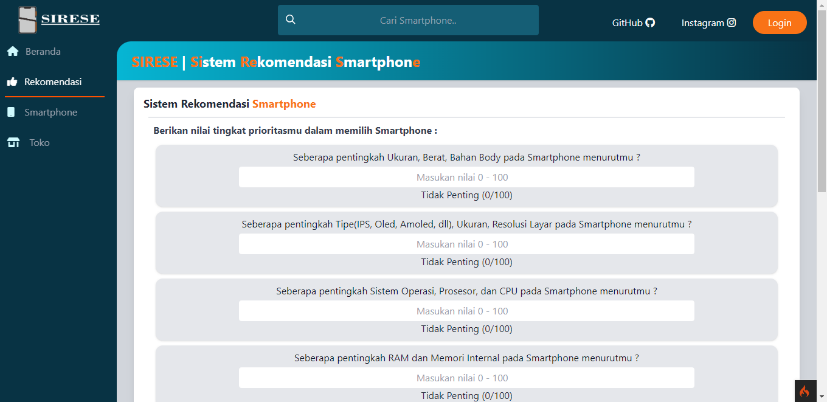 SIRESE
Cari Smartphone..
GitHub
Instagram
Login
Beranda
Rekomendasi
Smartphone
Toko
SIRESE | Sistem Rekomendasi Smartphone
Sistem Rekomendasi Smartphone
Berikan nilai tingkat prioritasmu dalam memilih Smartphone :
Seberapa pentingkah Ukuran, Berat, Bahan Body pada Smartphone menurutmu ?
Masukan nilai 0 - 100
Tidak Penting (0/100)
Seberapa pentingkah Tipe(IPS, Oled, Amoled, dll), Ukuran, Resolusi Layar pada Smartphone menurutmu ?
Masukan nilai 0 - 100
Tidak Penting (0/100)
Seberapa pentingkah Sistem Operasi, Prosesor, dan CPU pada Smartphone menurutmu ?
Masukan nilai 0 - 100
Tidak Penting (0/100)
Seberapa pentingkah RAM dan Memori Internal pada Smartphone menurutmu ?
Masukan nilai 0 - 100
Tidak Penting (0/100)